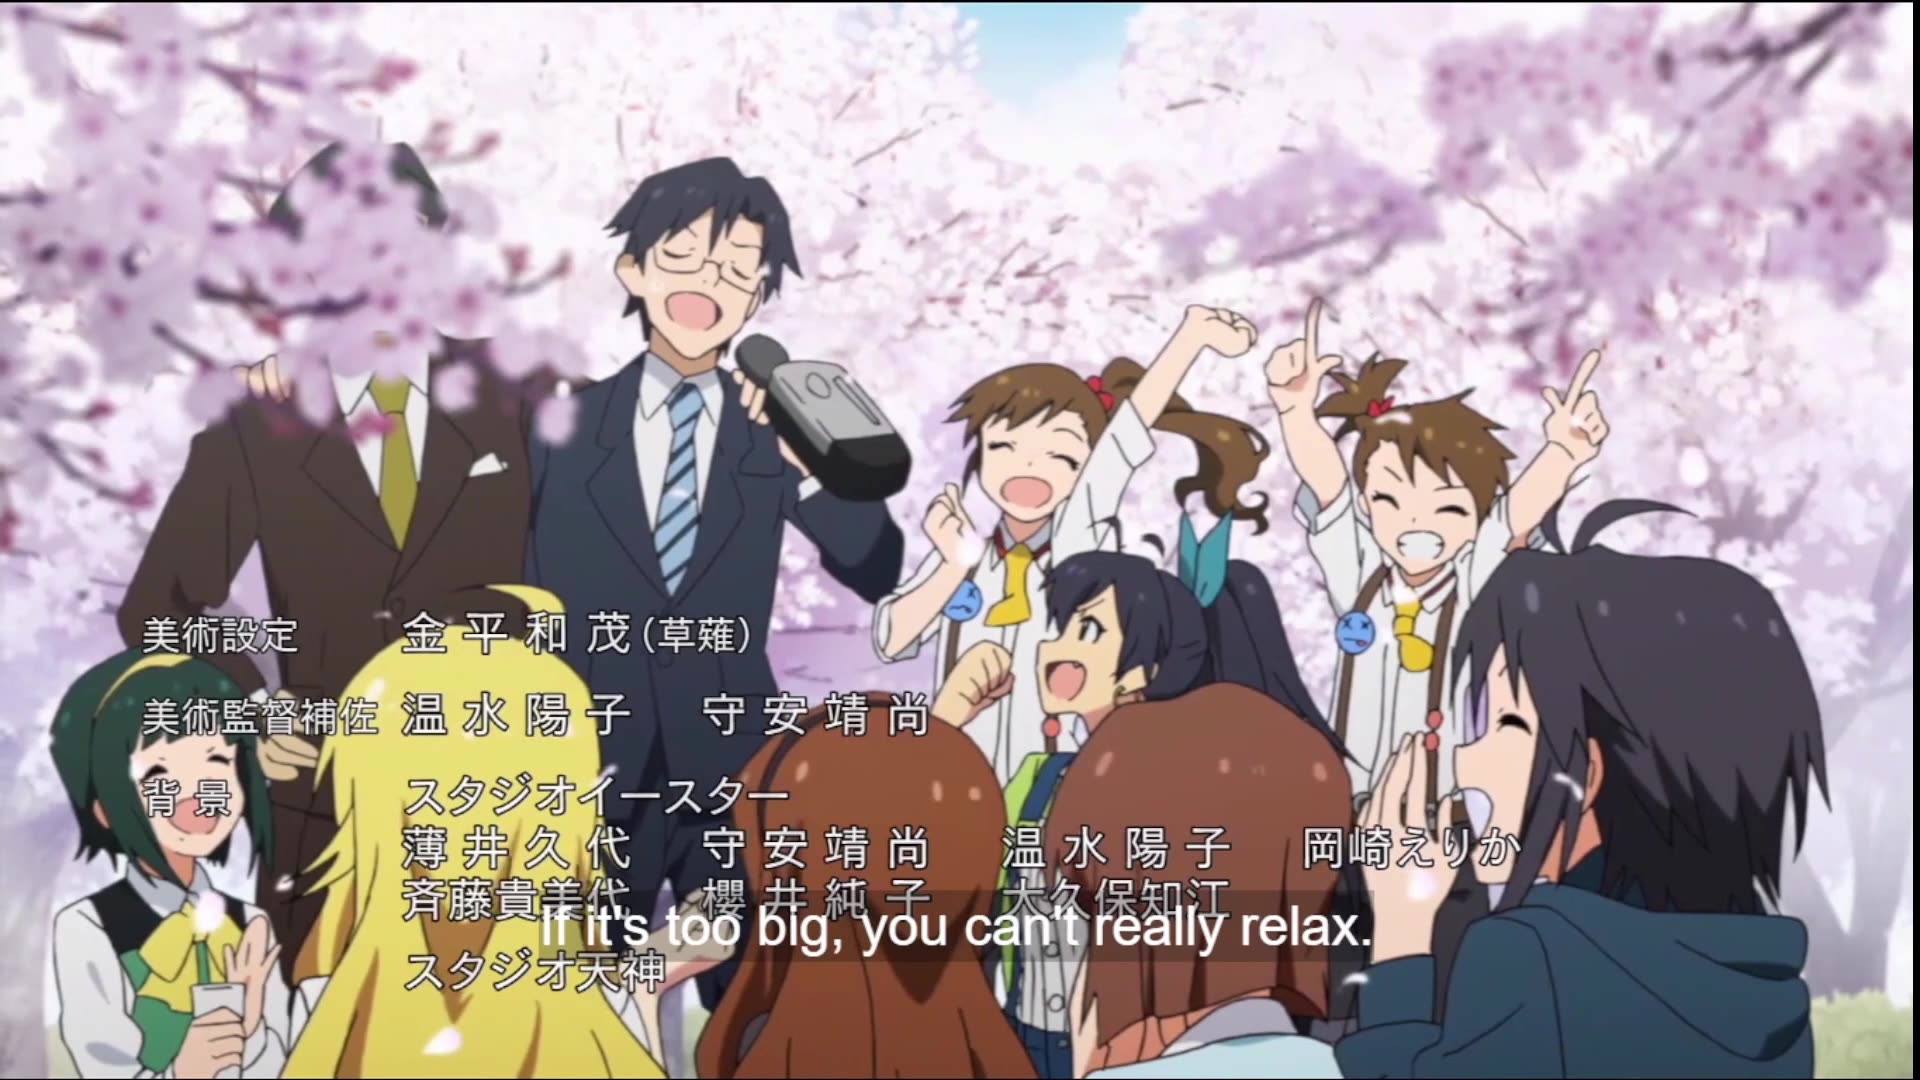 美術設定 金平和茂(草薙)
美術監督補佐 温水陽子 守安靖尚
背景 スタジオイースター
薄井久代 守安靖尚 温水陽子 岡崎えりか
斉藤貴美代 櫻井純子 大久保知江
If it's too big, you can't really relax.
スタジオ天神